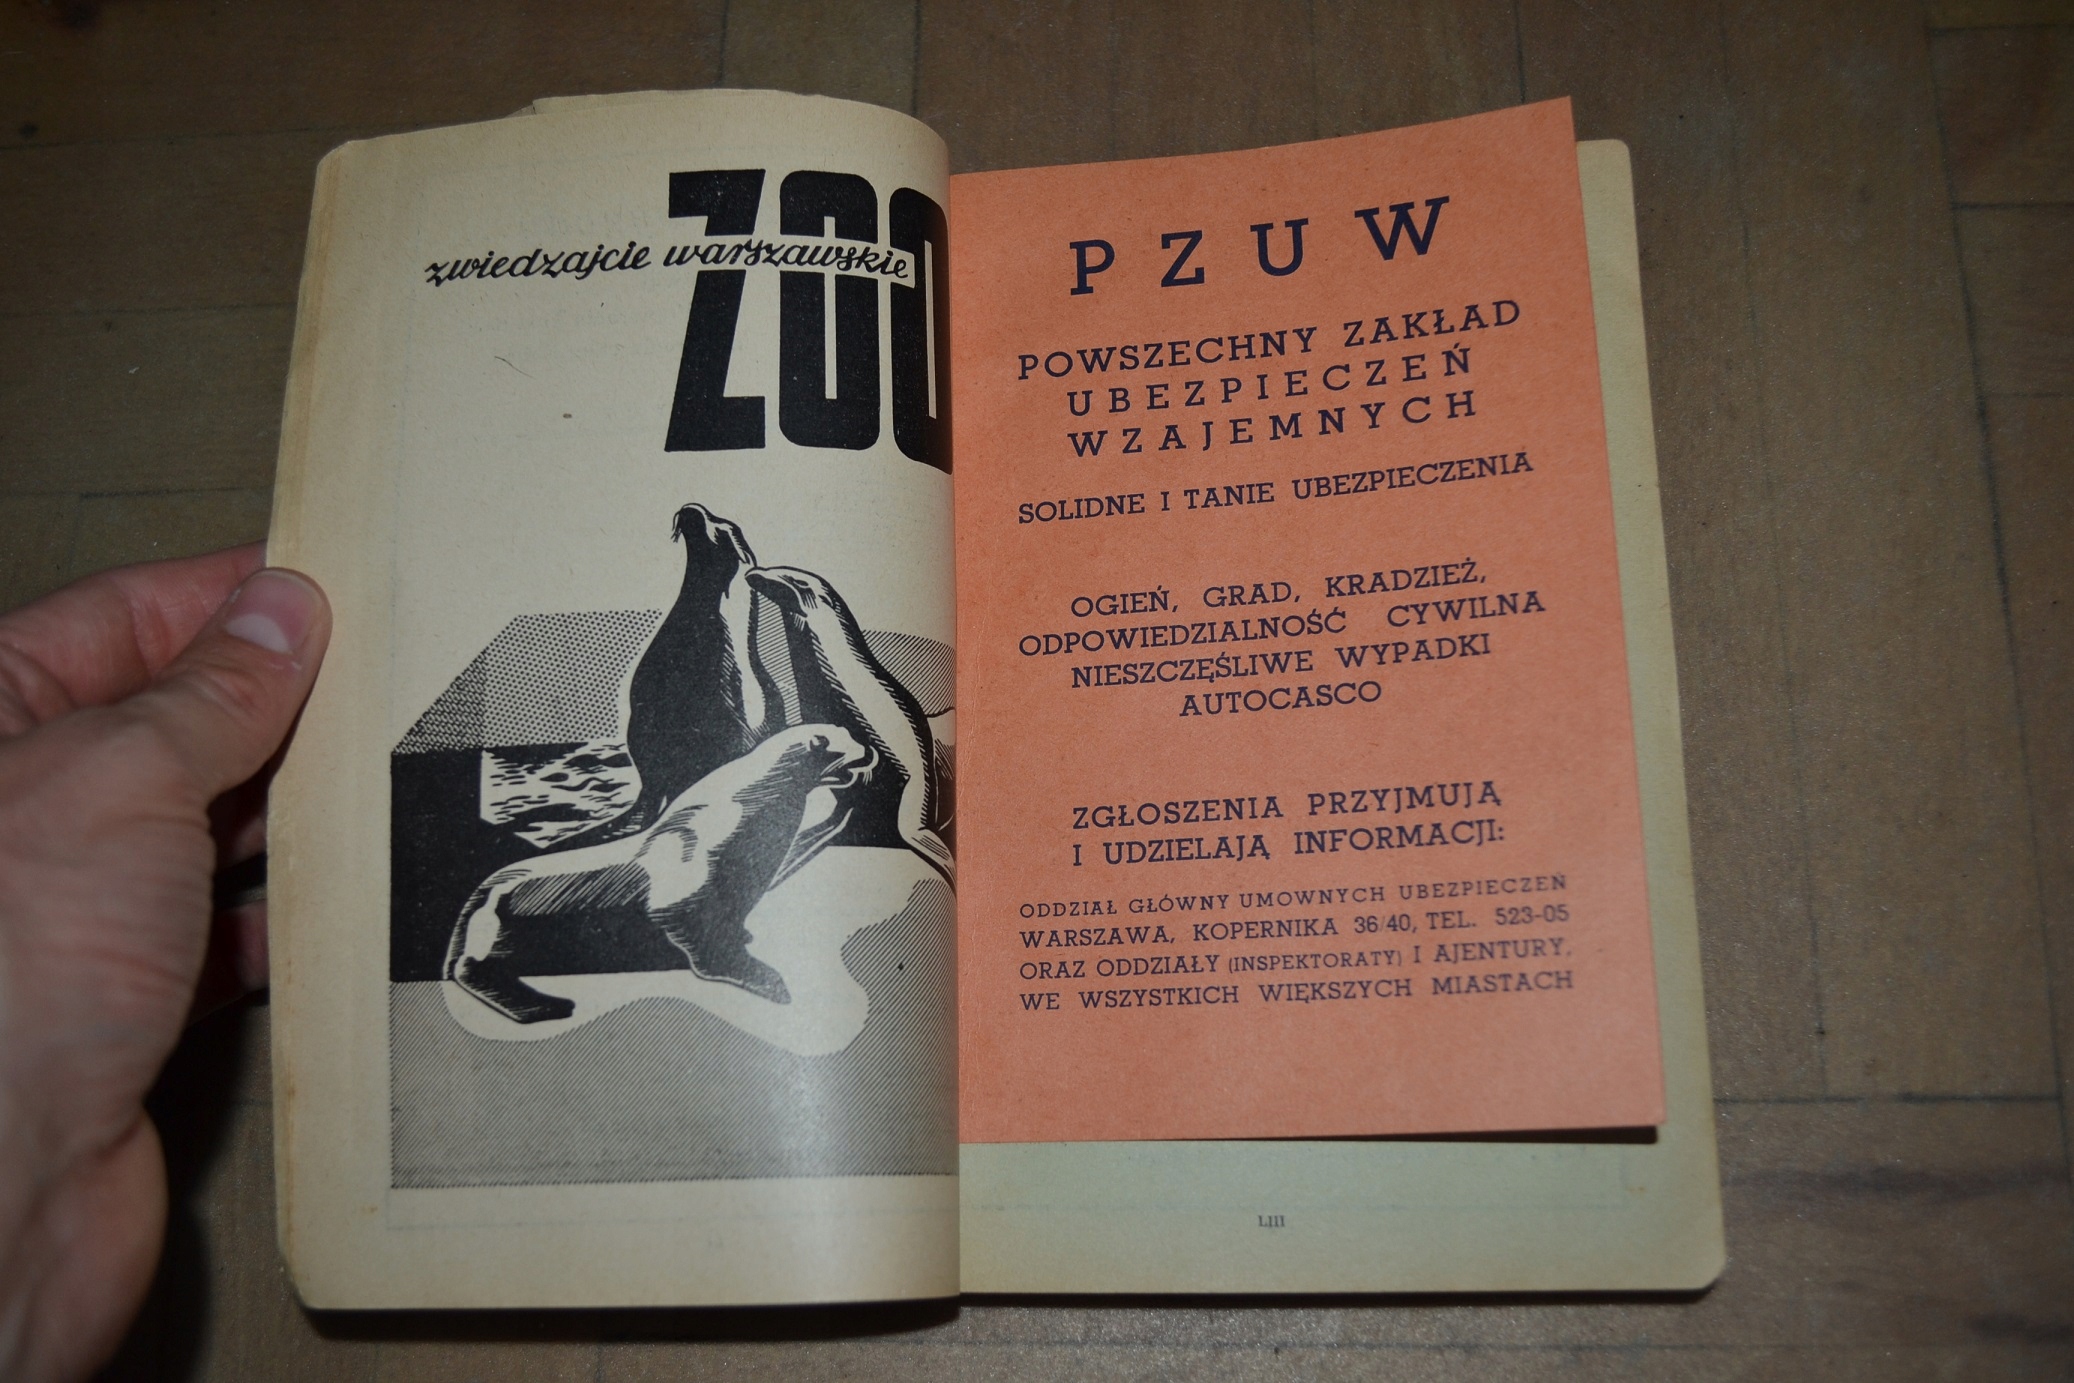 ZOO
zwiedzajcie warszawskie
PZUW
POWSZECHNY ZAKŁAD
UBEZPIECZEŃ
WZAJEMNYCH
SOLIDNE I TANIE UBEZPIECZENIA
OGIEŃ, GRAD, KRADZIEŻ,
ODPOWIEDZIALNOŚĆ CYWILNA
NIESZCZĘŚLIWE WYPADKI
AUTOCASCO
ZGŁOSZENIA PRZYJMUJĄ
I UDZIELAJĄ INFORMACJI:
ODDZIAŁ GŁÓWNY UMOWNYCH UBEZPIECZEŃ
WARSZAWA, KOPERNIKA 36/40, TEL. 523-05
ORAZ ODDZIAŁY (INSPEKTORATY) I AJENTURY,
WE WSZYSTKICH WIĘKSZYCH MIASTACH
LIII